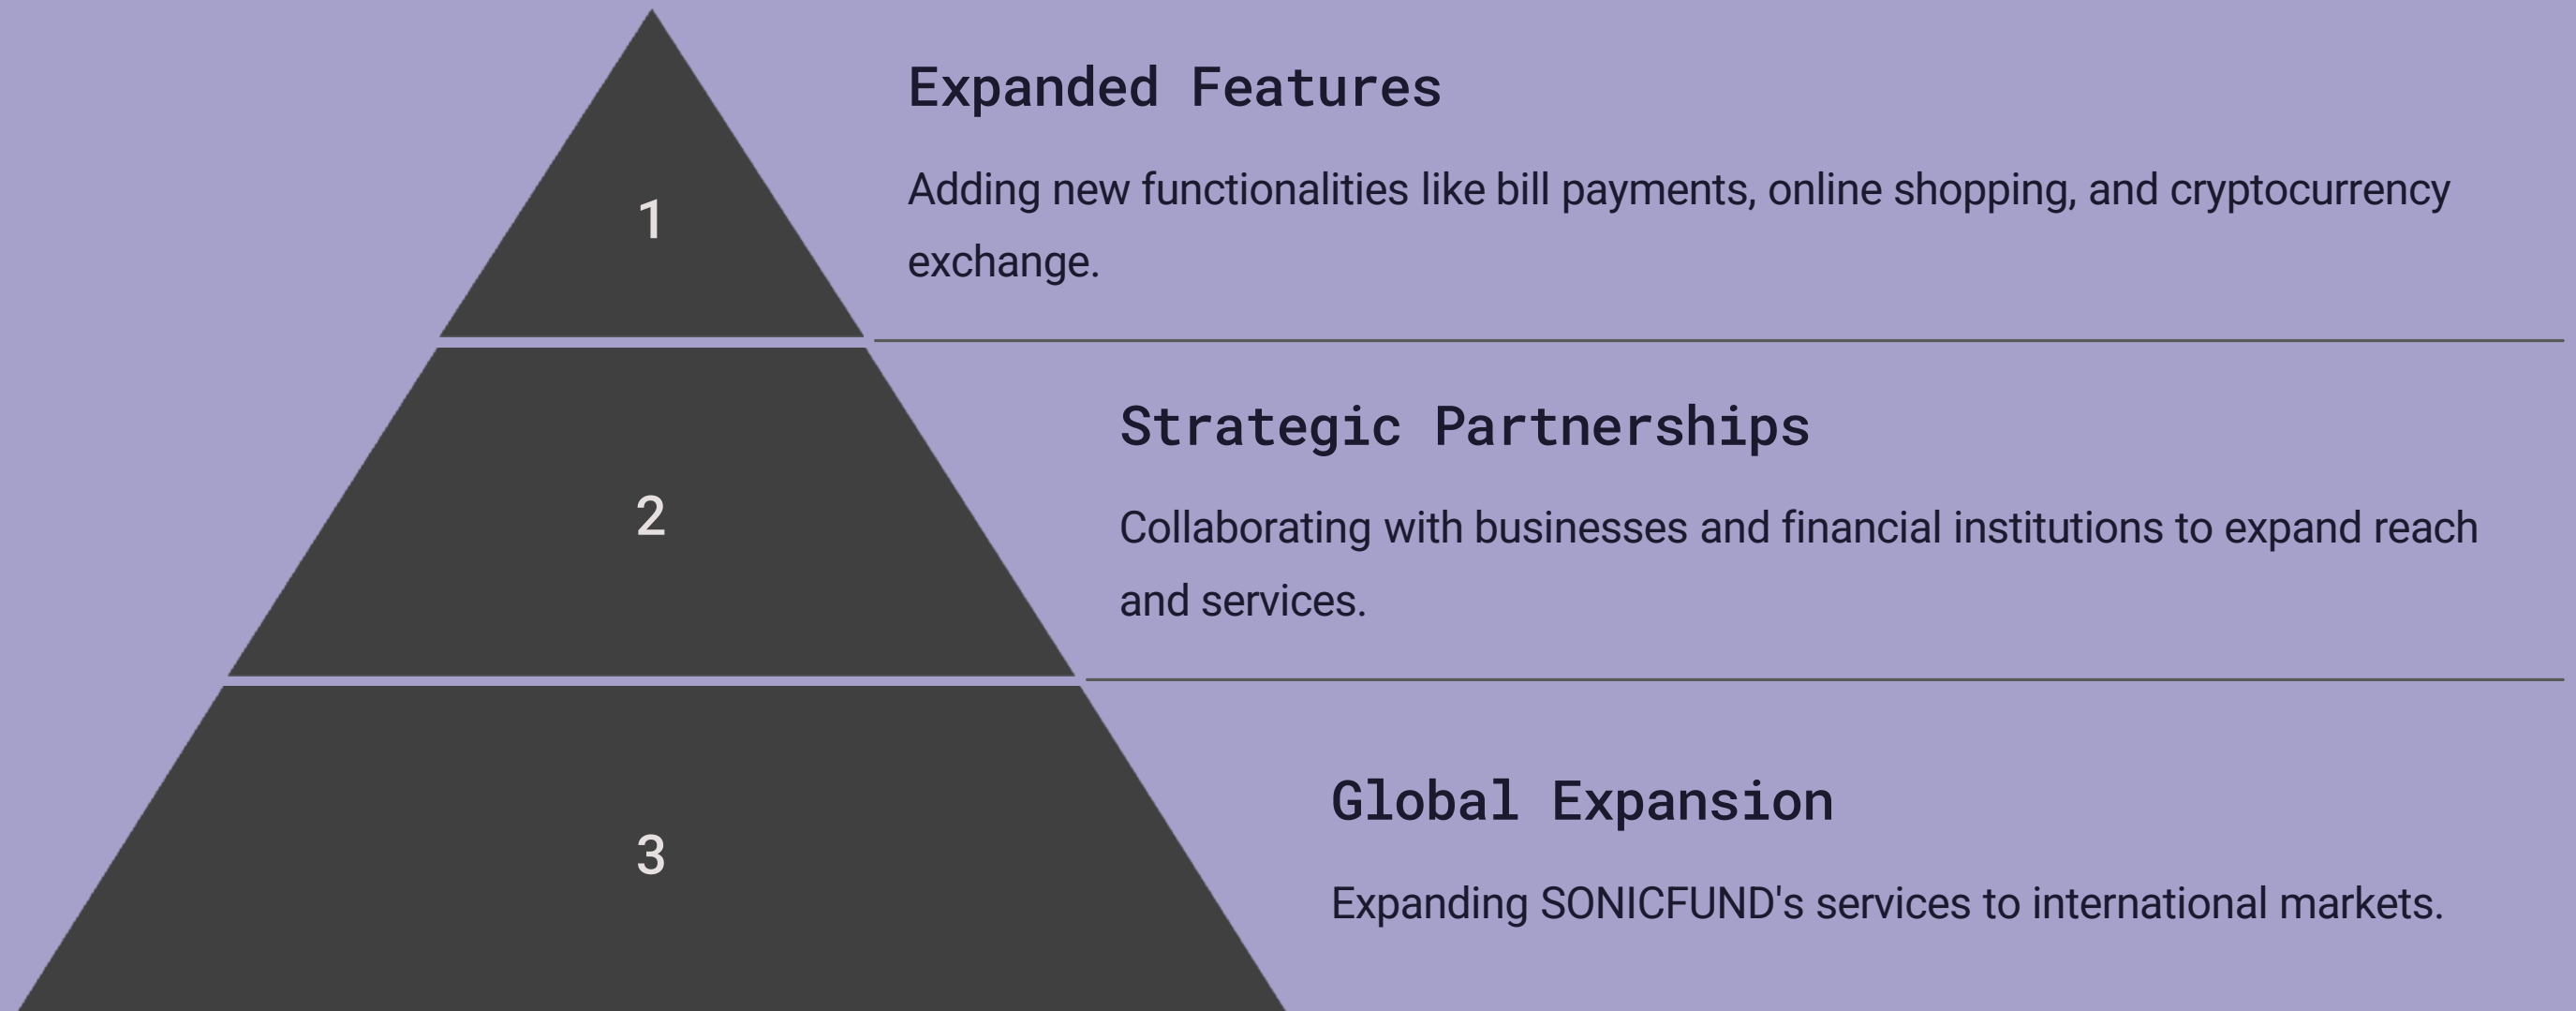 1
Expanded Features
Adding new functionalities like bill payments, online shopping, and cryptocurrency
exchange.
2
Strategic Partnerships
Collaborating with businesses and financial institutions to expand reach
and services.
3
Global Expansion
Expanding SONICFUND's services to international markets.